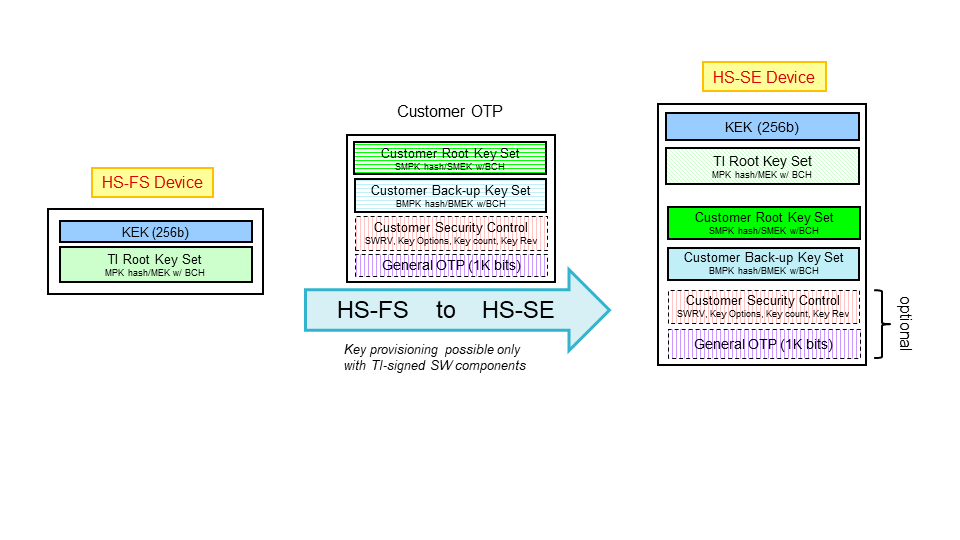 HS-FS Device
KEK (256b)
TI Root Key Set
MPK hash/MEK w/ BCH
Customer OTP
Customer Root Key Set
SMPK hash/SMEK w/BCH
Customer Back-up Key Set
BMPK hash/BMEK w/BCH
Customer Security Control
SWRV, Key Options, Key count, Key Rev
General OTP (1K bits)
HS-FS to HS-SE
Key provisioning possible only
with TI-signed SW components
HS-SE Device
KEK (256b)
TI Root Key Set
MPK hash/MEK w/ BCH
Customer Root Key Set
SMPK hash/SMEK w/BCH
Customer Back-up Key Set
BMPK hash/BMEK w/BCH
Customer Security Control
SWRV, Key Options, Key count, Key Rev
General OTP (1K bits)
optional